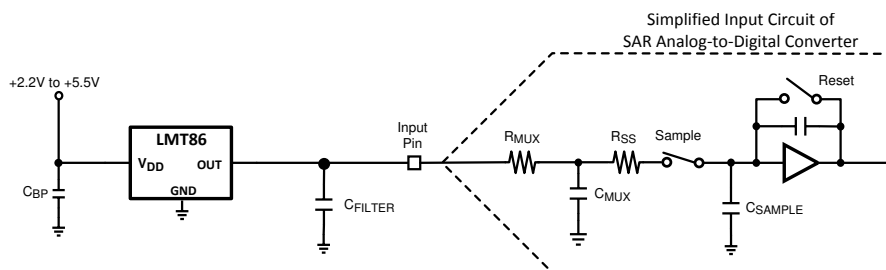 Simplified Input Circuit of
SAR Analog-to-Digital Converter
+2.2V to +5.5V
Reset
LMT86
Input
Pin
RMUX
RSS
Sample
VDD
OUT
GND
CBP
CFILTER
CMUX
CSAMPLE